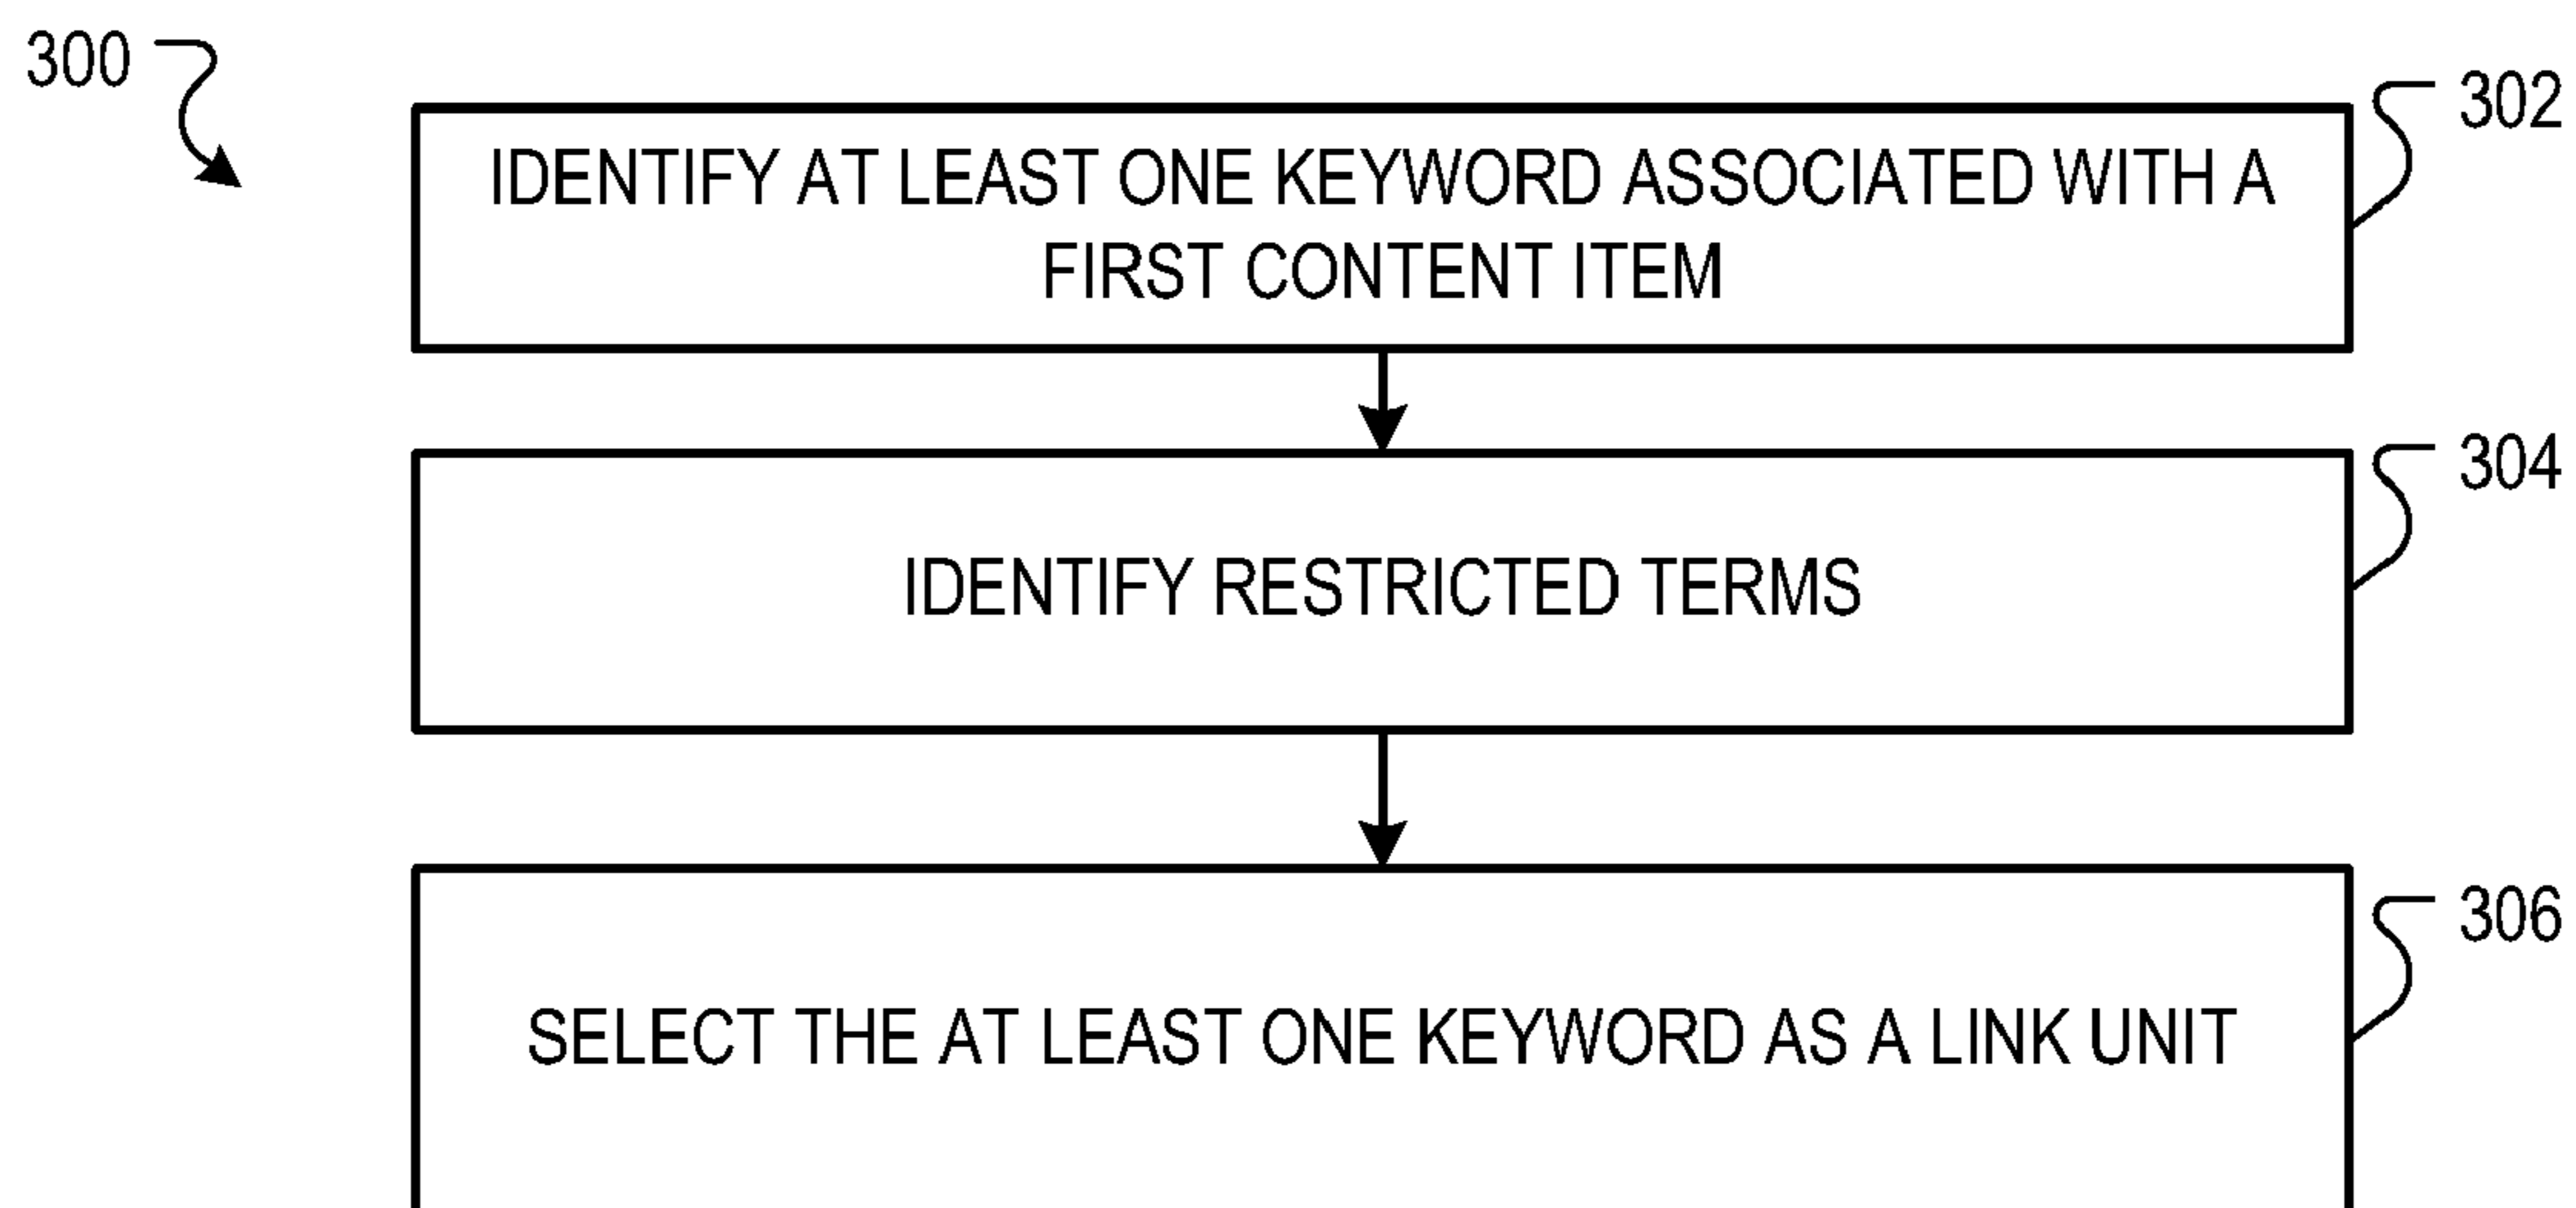 300
302
IDENTIFY AT LEAST ONE KEYWORD ASSOCIATED WITH A
FIRST CONTENT ITEM
304
IDENTIFY RESTRICTED TERMS
306
SELECT THE AT LEAST ONE KEYWORD AS A LINK UNIT